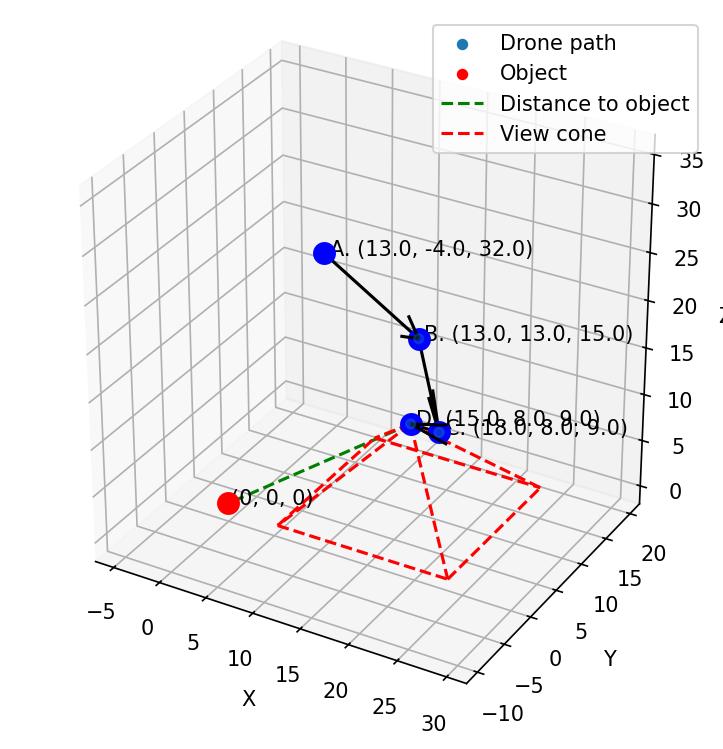 Drone path
Object
Distance to object
View cone
A. (13.0, -4.0, 32.0)
B. (13.0, 13.0, 15.0)
D. (15.0, 8.0, 9.0)
C. (18.0, 8.0, 9.0)
(0, 0, 0)
35
30
25
20
15
10
5
0
Z
20
15
10
5
0
−5
−10
Y
−5
0
5
10
15
20
25
30
X